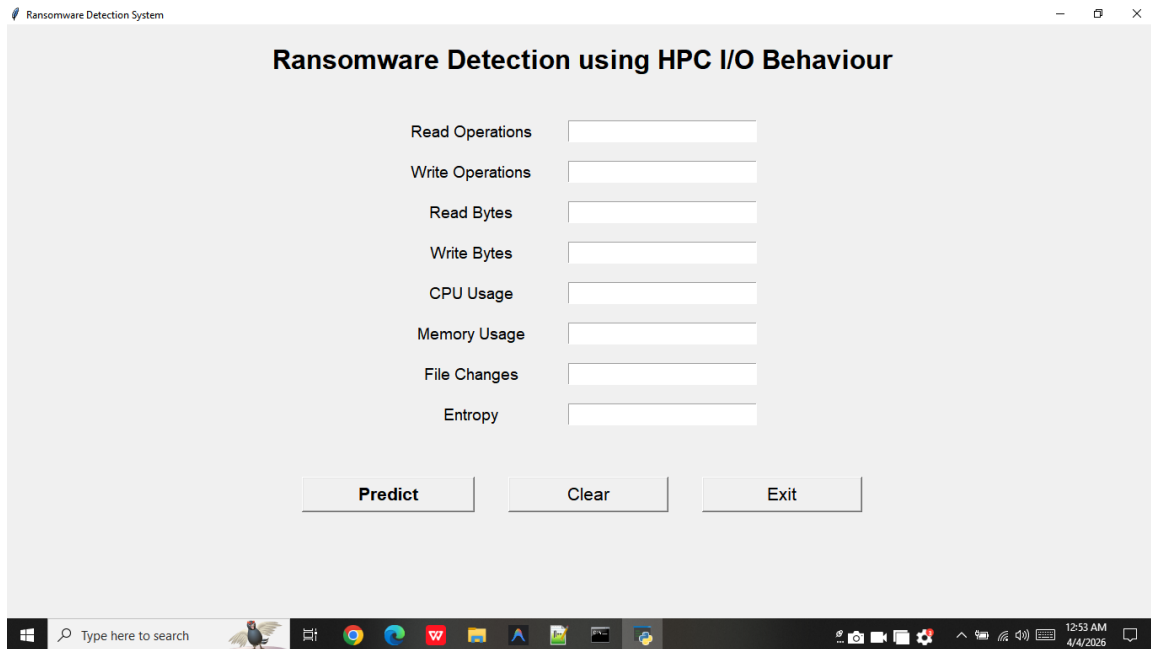 Ransomware Detection System
Ransomware Detection using HPC I/O Behaviour
Read Operations
Write Operations
Read Bytes
Write Bytes
CPU Usage
Memory Usage
File Changes
Entropy
Predict Clear Exit
Type here to search
12:53 AM
4/4/2026